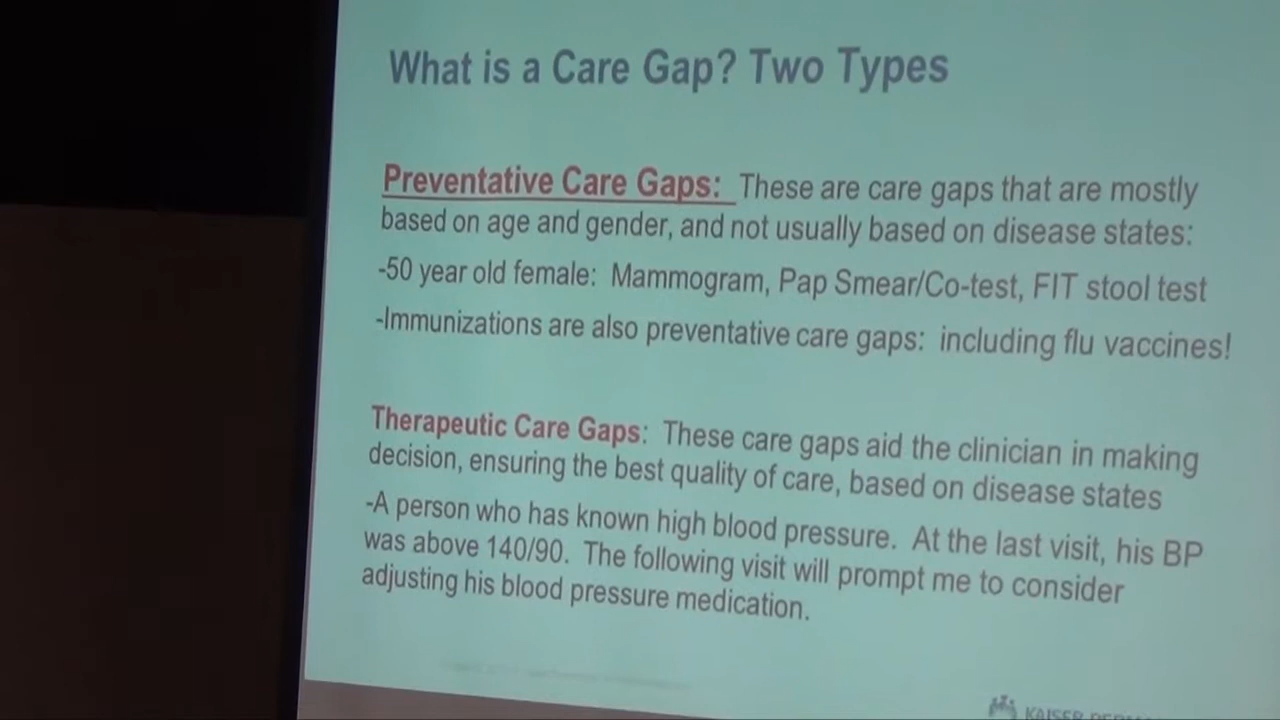 What is a Care Gap? Two Types
Preventative Care Gaps: These are care gaps that are mostly
based on age and gender, and not usually based on disease states:
-50 year old female: Mammogram, Pap Smear/Co-test, FIT stool test
-Immunizations are also preventative care gaps: including flu vaccines!
Therapeutic Care Gaps: These care gaps aid the clinician in making
decision, ensuring the best quality of care, based on disease states
-A person who has known high blood pressure. At the last visit, his BP
was above 140/90. The following visit will prompt me to consider
adjusting his blood pressure medication.
KAISER